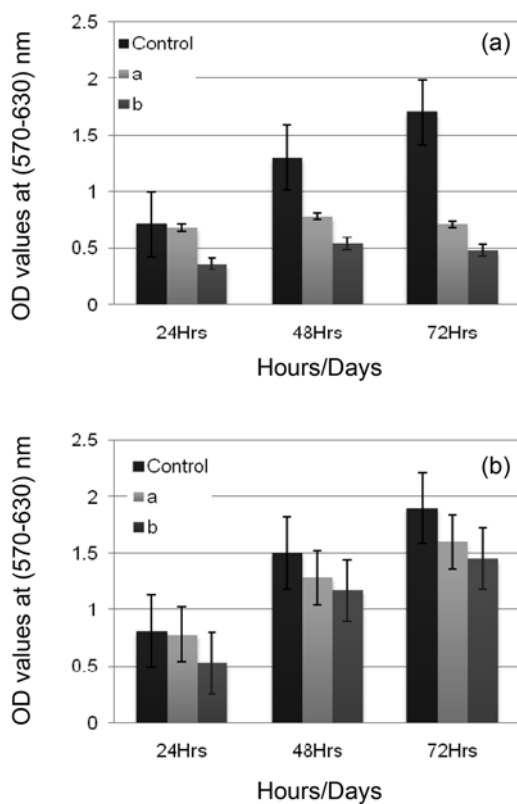 2.5
2
1.5
1
0.5
0
OD values at (570-630) nm
Control
a
b
(a)
24Hrs 48Hrs 72Hrs
Hours/Days
2.5
2
1.5
1
0.5
0
OD values at (570-630) nm
Control
a
b
(b)
24Hrs 48Hrs 72Hrs
Hours/Days